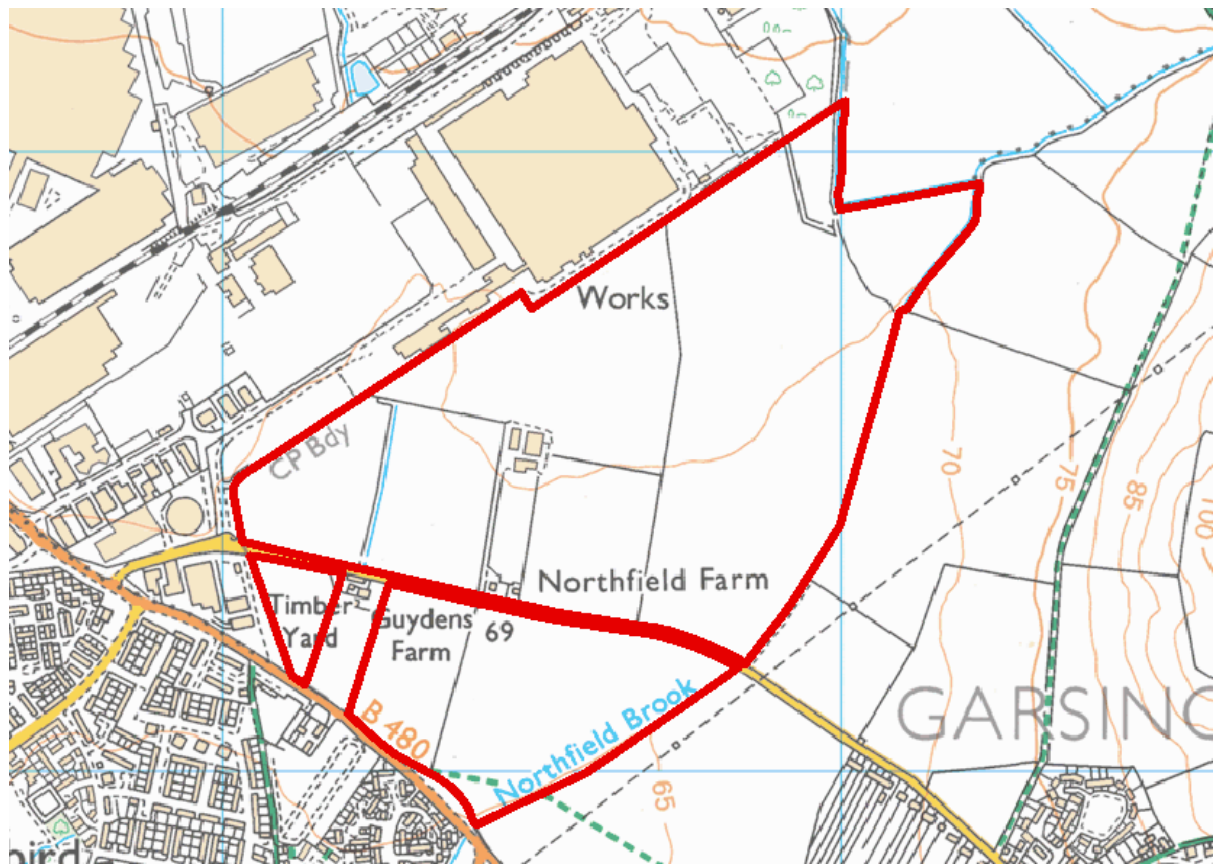 Works
CP Bdy
Northfield Farm
Timber
Yard
Guydens
Farm
69
B 480
Northfield Brook
65
70
75
85
100
GARSING